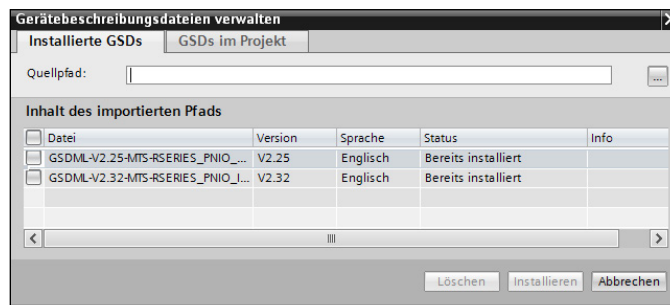 Gerätebeschreibungsdateien verwalten
Installierte GSDs GSDs im Projekt
Quellpfad: ...
Inhalt des importierten Pfads
Datei Version Sprache Status Info
GSDML-V2.25-MTS-RSERIES_PNIO_... V2.25 Englisch Bereits installiert
GSDML-V2.32-MTS-RSERIES_PNIO_I... V2.32 Englisch Bereits installiert
Löschen Installieren Abbrechen